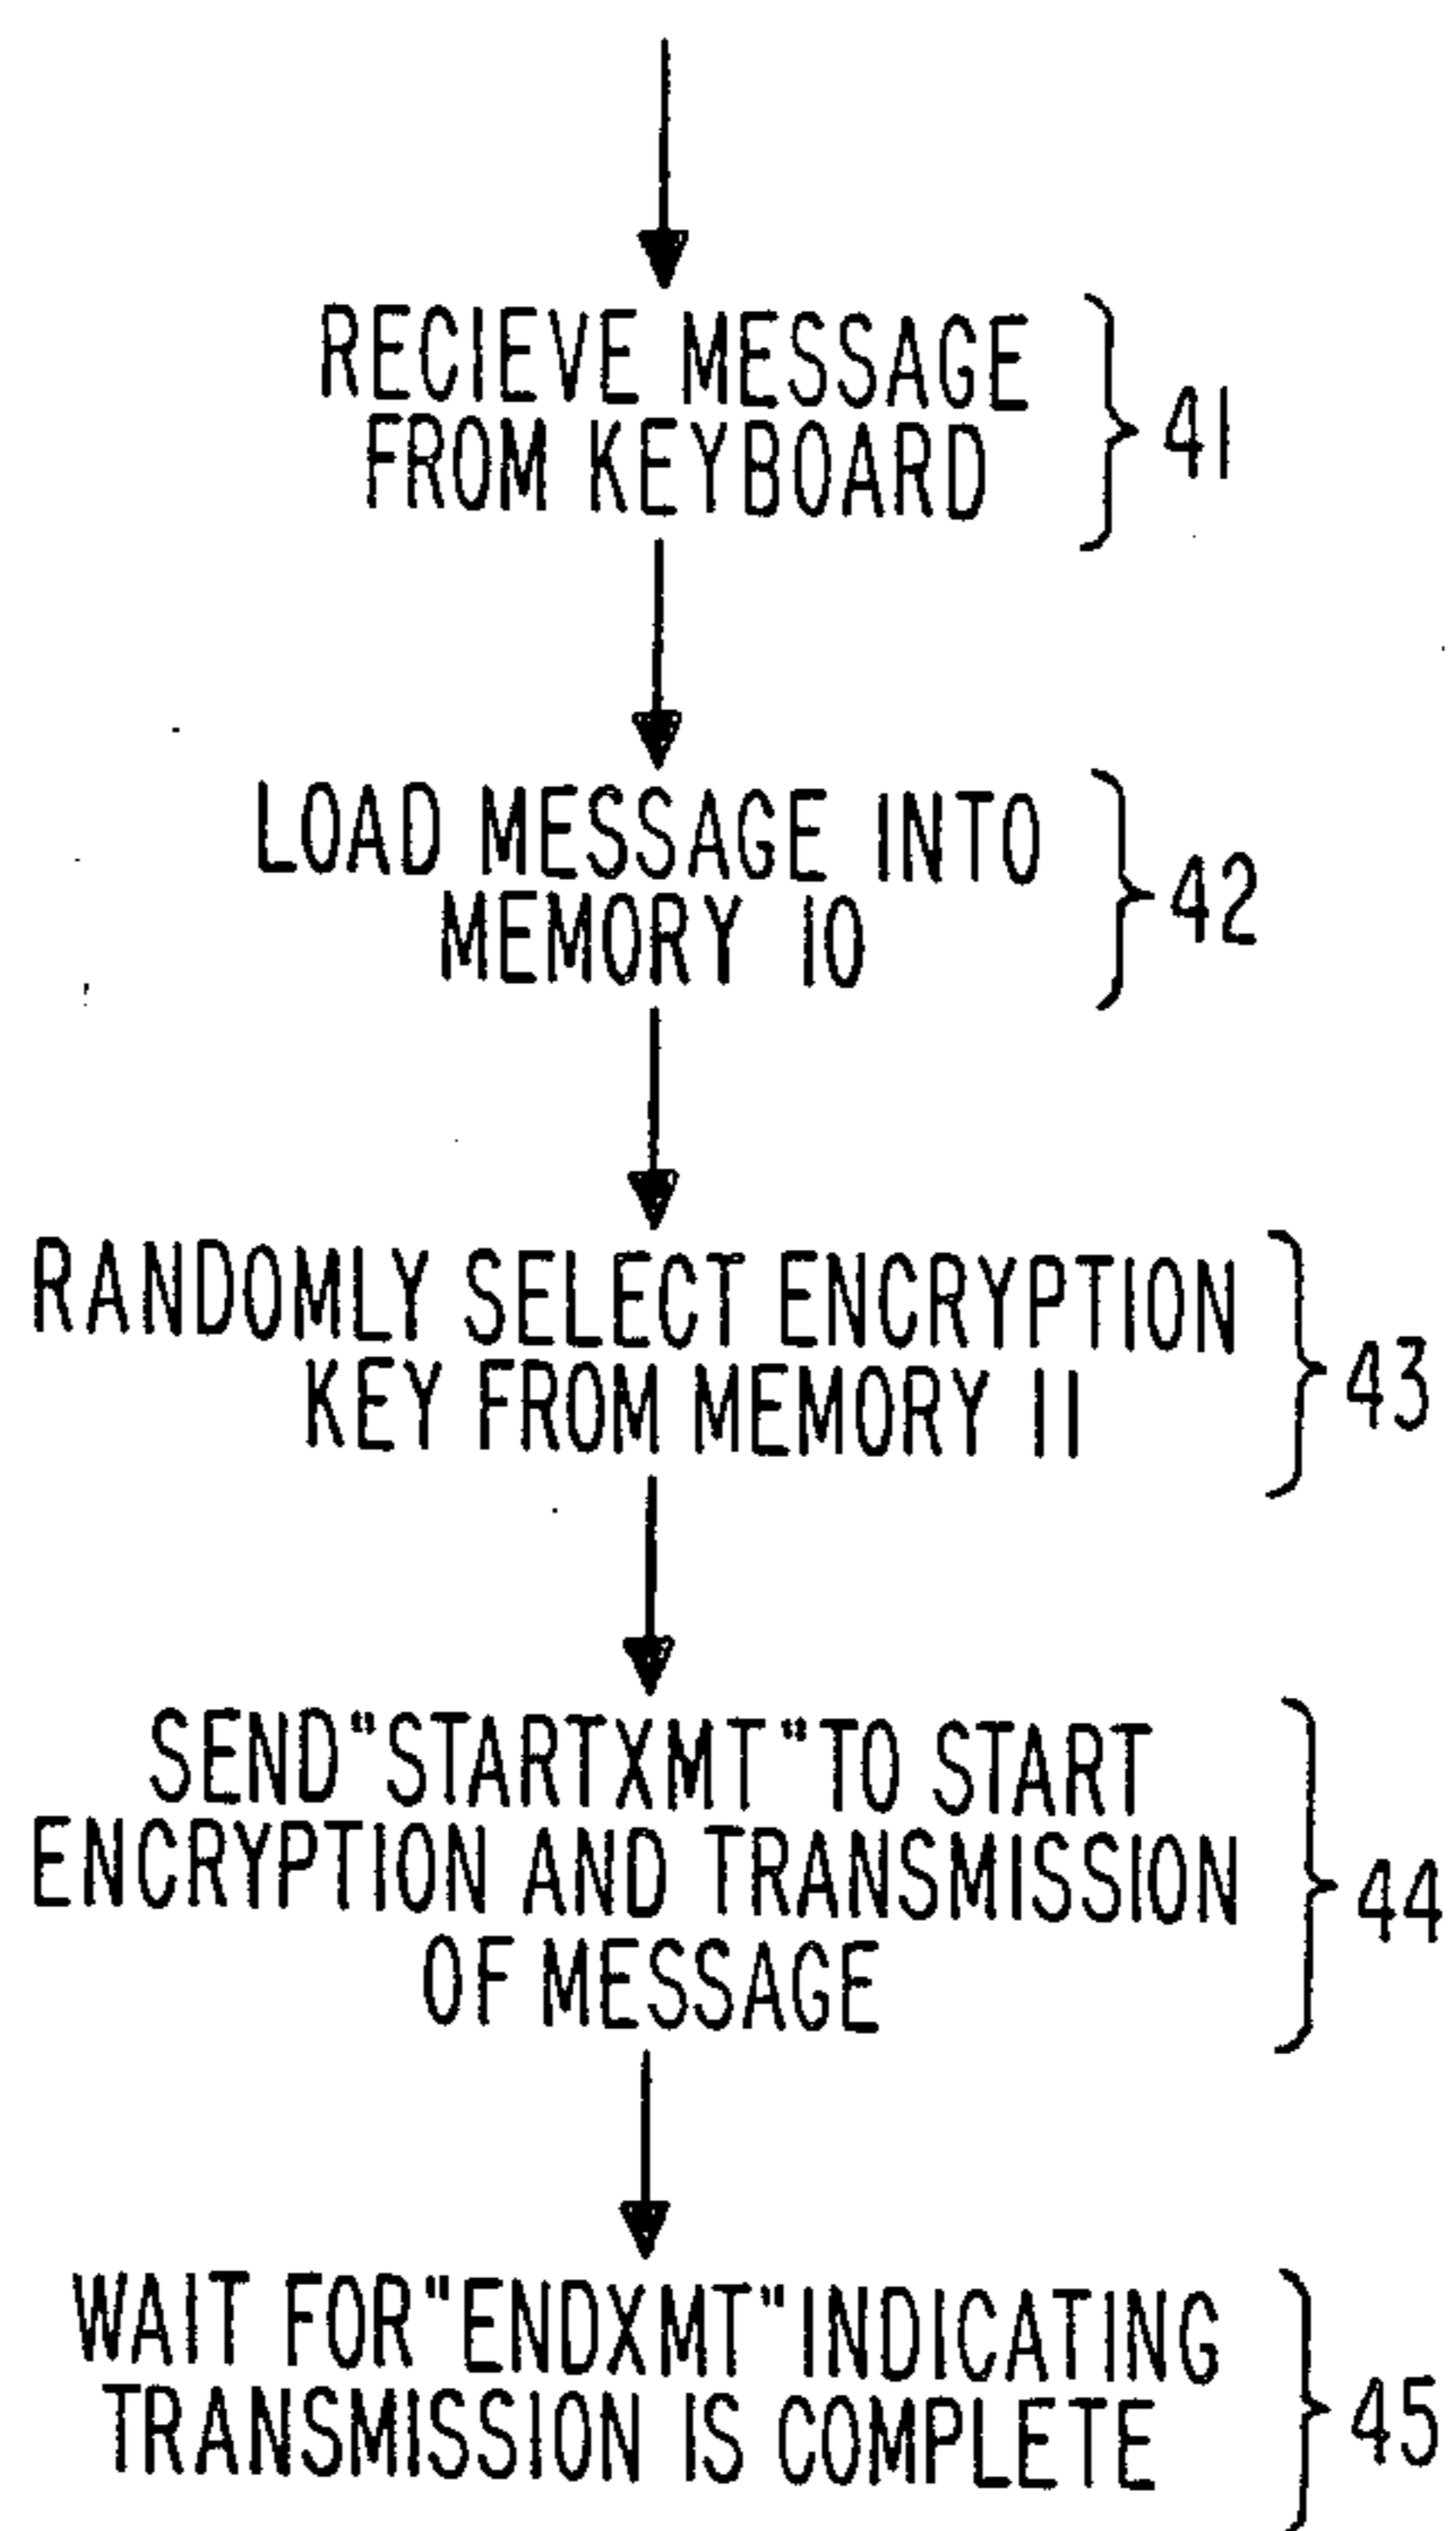 RECIEVE MESSAGE
FROM KEYBOARD
41
LOAD MESSAGE INTO
MEMORY 10
42
RANDOMLY SELECT ENCRYPTION
KEY FROM MEMORY 11
43
SEND "STARTXMT" TO START
ENCRYPTION AND TRANSMISSION
OF MESSAGE
44
WAIT FOR "ENDXMT" INDICATING
TRANSMISSION IS COMPLETE
45